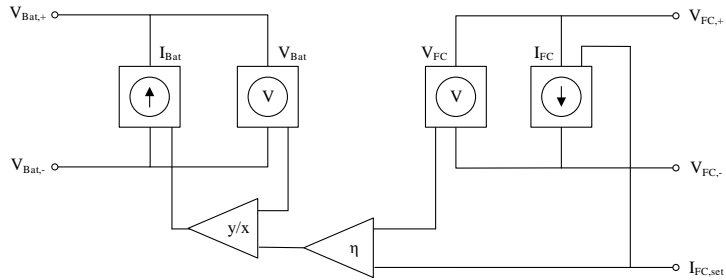 V_Bat,+
I_Bat
V_Bat
V
V_Bat,-
y/x
η
V_FC
I_FC
V
V_FC,+
V_FC,-
I_FC,set